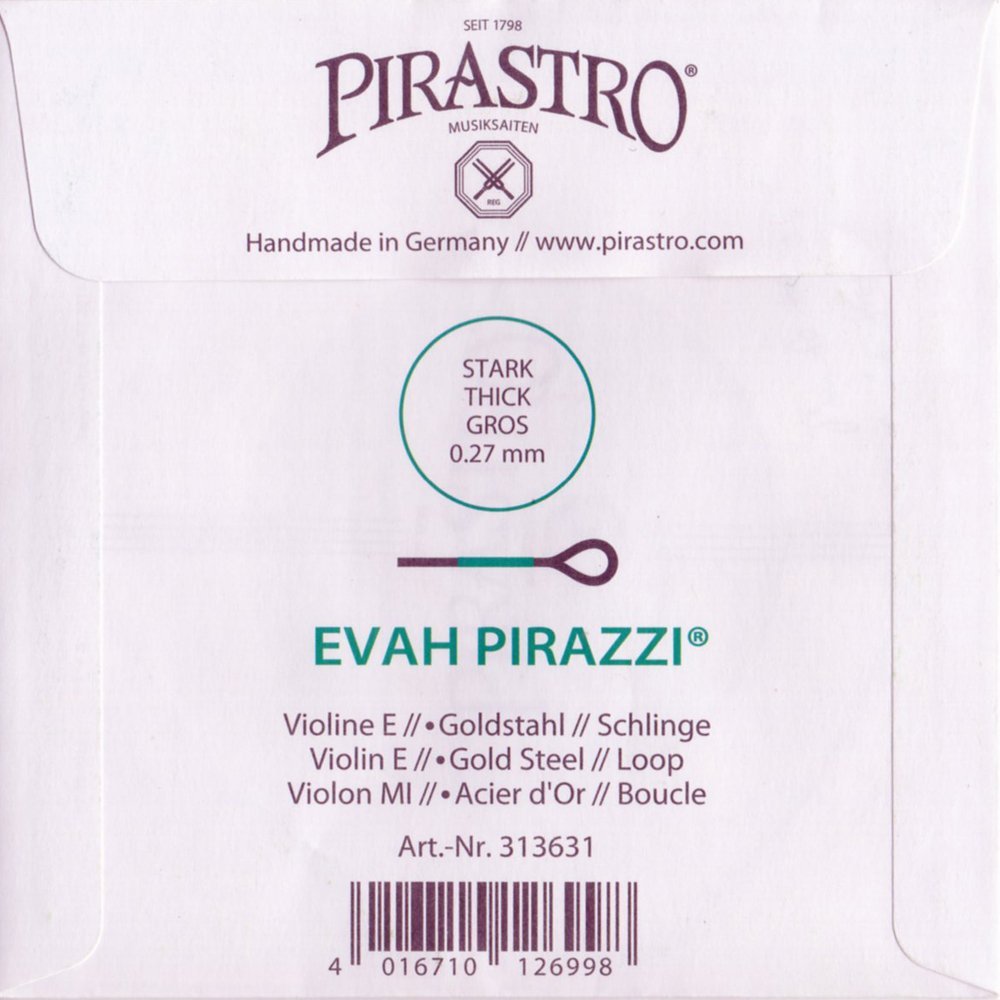 SEIT 1798
PIRASTRO®
MUSIKSAITEN
REG
Handmade in Germany // www.pirastro.com
STARK
THICK
GROS
0.27 mm
EVAH PIRAZZI®
Violine E //•Goldstahl // Schlinge
Violin E //•Gold Steel // Loop
Violon MI //•Acier d'Or // Boucle
Art.-Nr. 313631
4 016710 126998